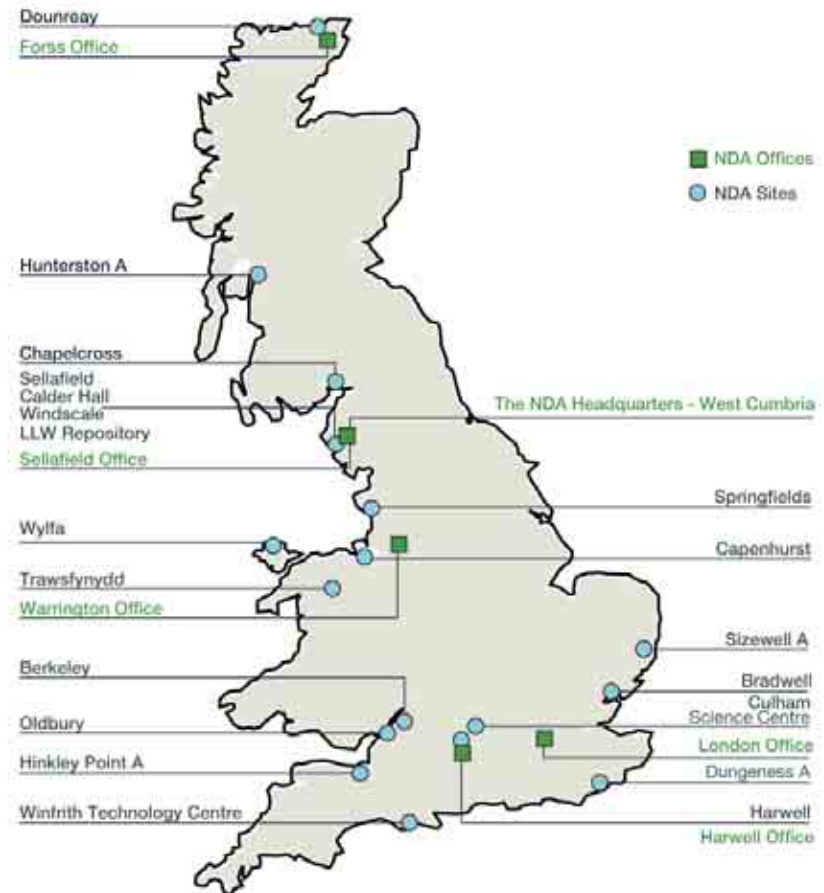 Dounreay
Forss Office
NDA Offices
NDA Sites
Hunterston A
Chapelcross
Sellafield
Calder Hall
Windscale
LLW Repository
Sellafield Office
The NDA Headquarters - West Cumbria
Springfields
Wylfa
Capenhurst
Trawsfynydd
Warrington Office
Sizewell A
Berkeley
Bradwell
Culham
Science Centre
Oldbury
London Office
Hinkley Point A
Dungeness A
Winfrith Technology Centre
Harwell
Harwell Office